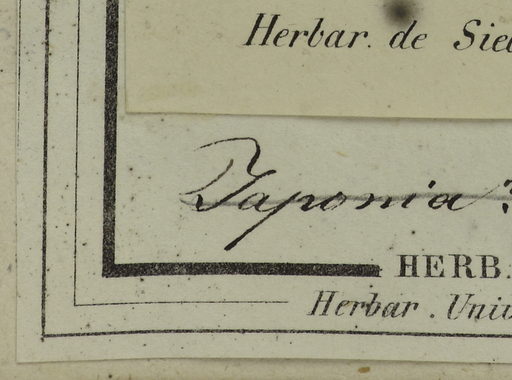 Herbar. de Sie
Japonia?
HERB.
Herbar. Univ